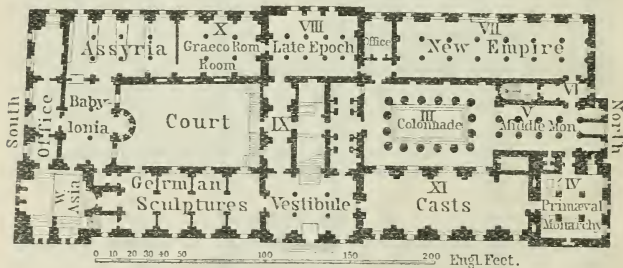 X
VIII
VII
Assyria
Graeco Rom
Room
Late Epoch
Office
New Empire
VI
South
Office
Baby-
lonia
Court
IX
III
Colonnade
V
Middle Mon.
North
W.
Asia
German
Sculptures
Vestibule
XI
Casts
IV
Primæval
Monarchy
0 10 20 30 40 50 100 150 200 Engl. Feet.